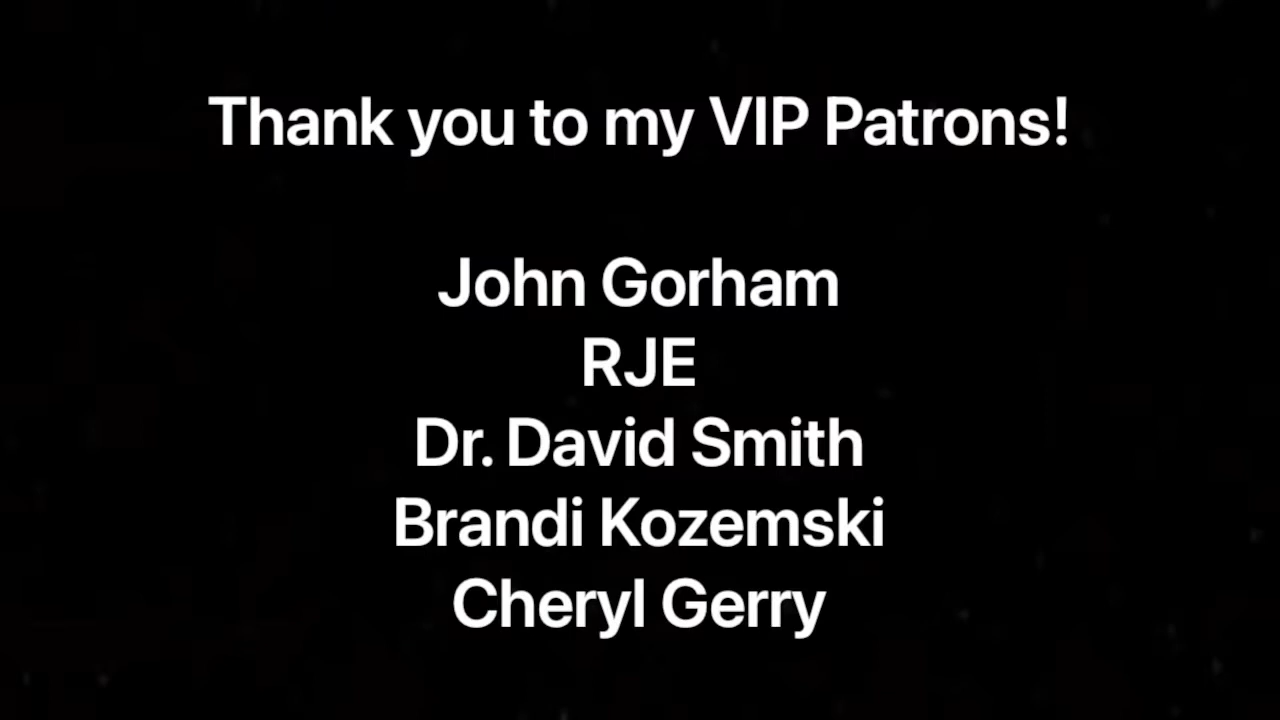 Thank you to my VIP Patrons!
John Gorham
RJE
Dr. David Smith
Brandi Kozemski
Cheryl Gerry